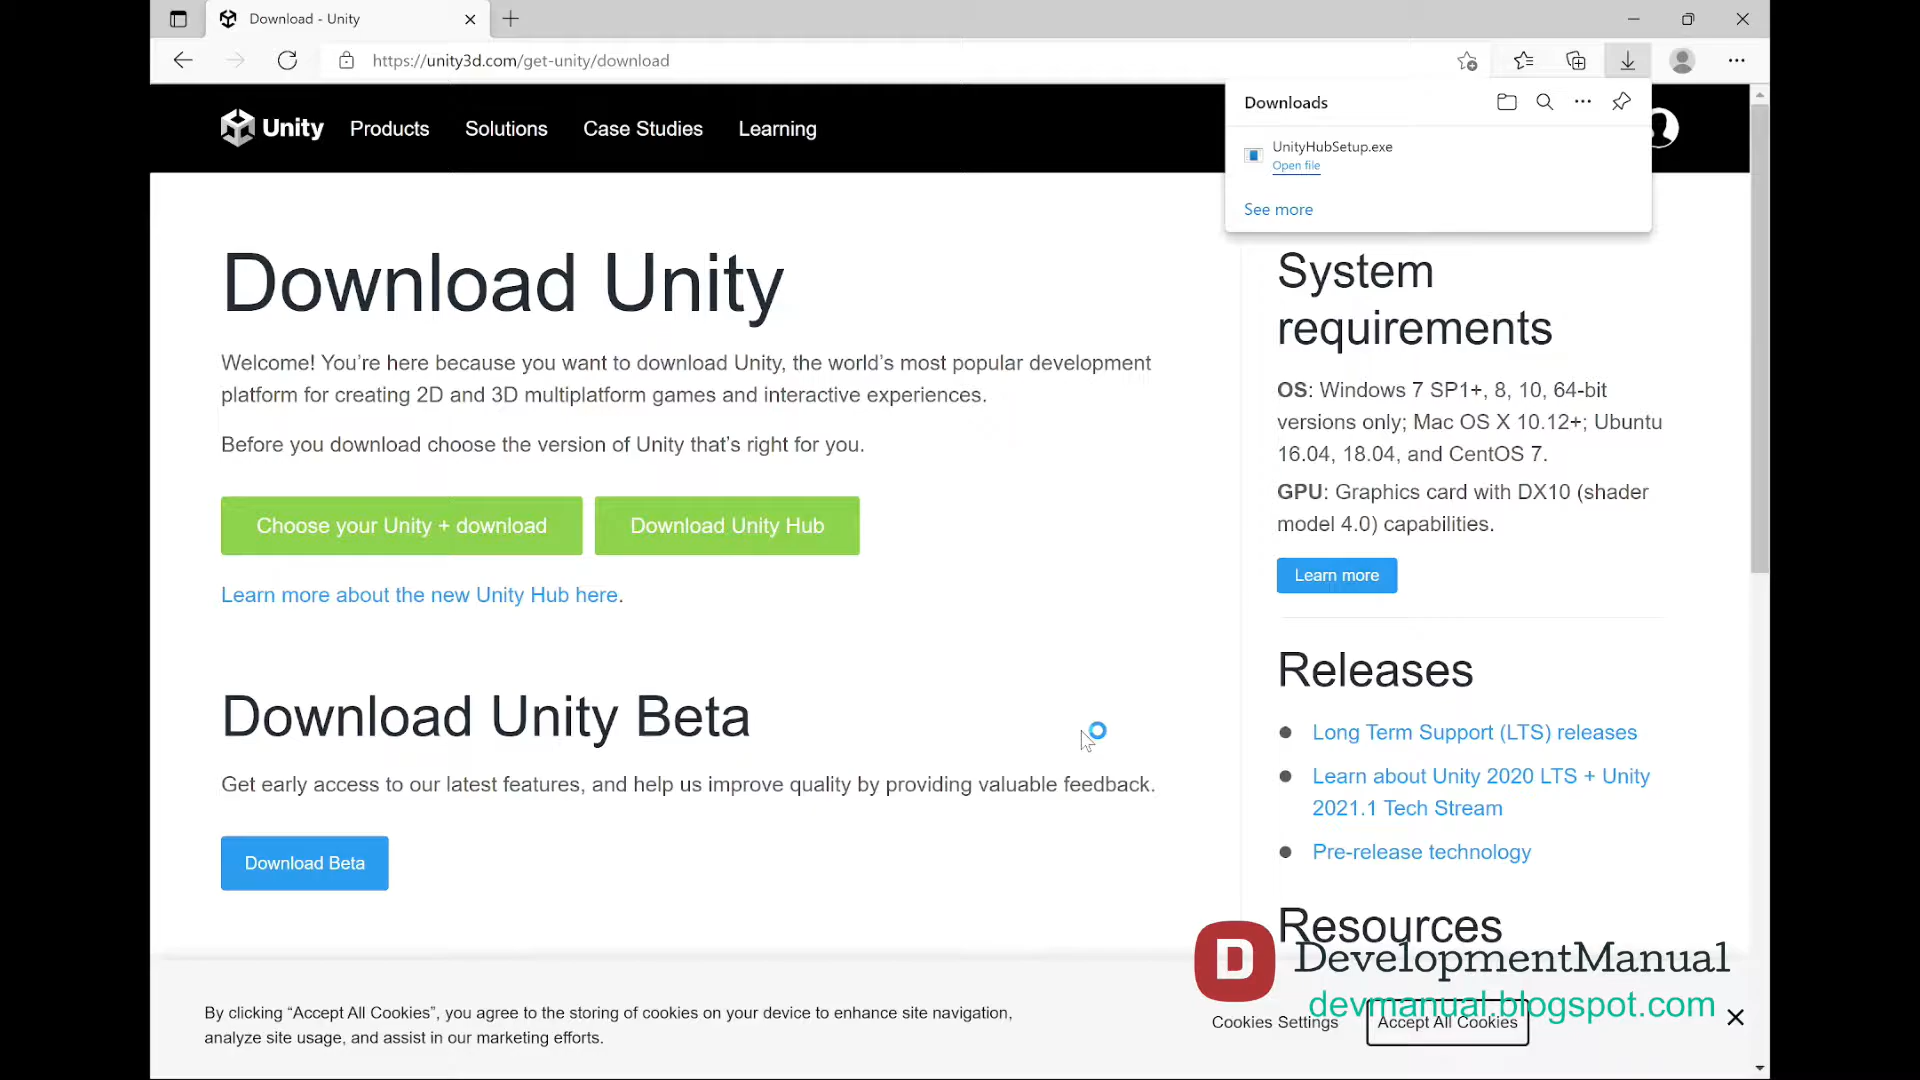 Download - Unity
https://unity3d.com/get-unity/download
Unity
Products
Solutions
Case Studies
Learning
Downloads
UnityHubSetup.exe
Open file
See more
Download Unity
Welcome! You’re here because you want to download Unity, the world’s most popular development
platform for creating 2D and 3D multiplatform games and interactive experiences.
Before you download choose the version of Unity that’s right for you.
Choose your Unity + download
Download Unity Hub
Learn more about the new Unity Hub here.
Download Unity Beta
Get early access to our latest features, and help us improve quality by providing valuable feedback.
Download Beta
System
requirements
OS: Windows 7 SP1+, 8, 10, 64-bit
versions only; Mac OS X 10.12+; Ubuntu
16.04, 18.04, and CentOS 7.
GPU: Graphics card with DX10 (shader
model 4.0) capabilities.
Learn more
Releases
Long Term Support (LTS) releases
Learn about Unity 2020 LTS + Unity
2021.1 Tech Stream
Pre-release technology
Resources
D
DevelopmentManual
devmanual.blogspot.com
By clicking “Accept All Cookies”, you agree to the storing of cookies on your device to enhance site navigation,
analyze site usage, and assist in our marketing efforts.
Cookies Settings
Accept All Cookies